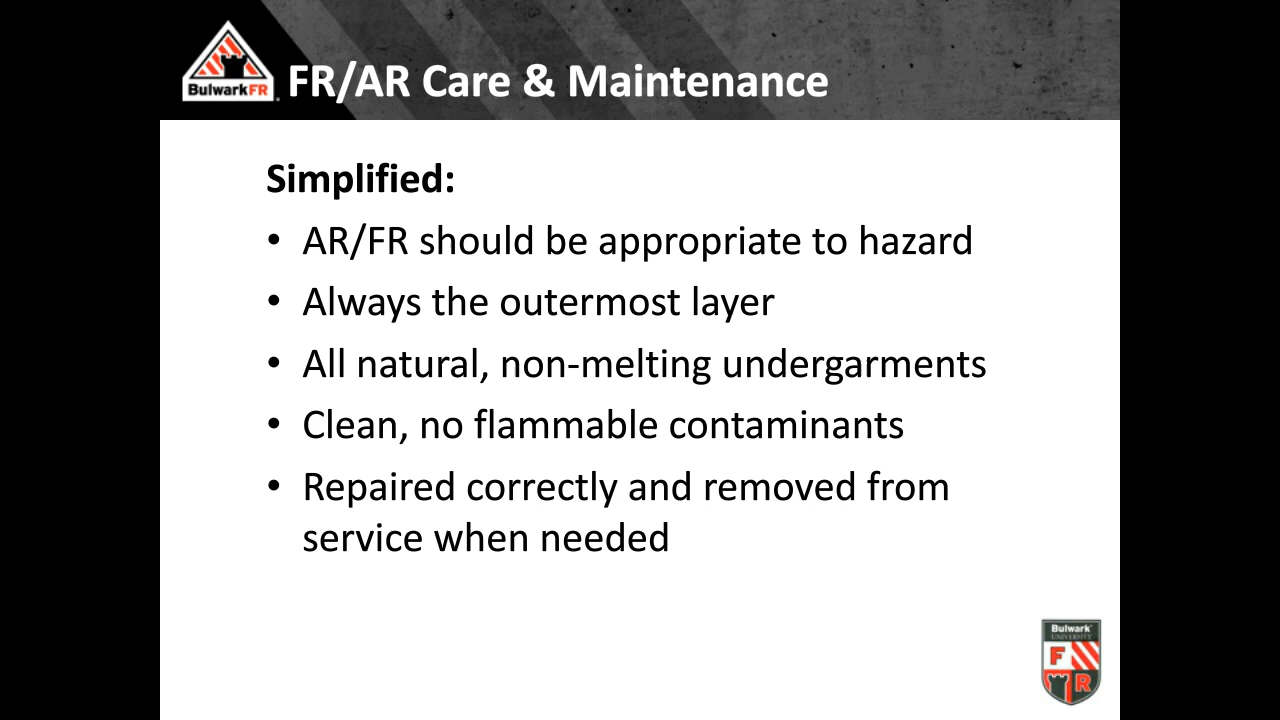 BulwarkFR
FR/AR Care & Maintenance
Simplified:
• AR/FR should be appropriate to hazard
• Always the outermost layer
• All natural, non-melting undergarments
• Clean, no flammable contaminants
• Repaired correctly and removed from
service when needed
Bulwark
UNIVERSITY
F
R